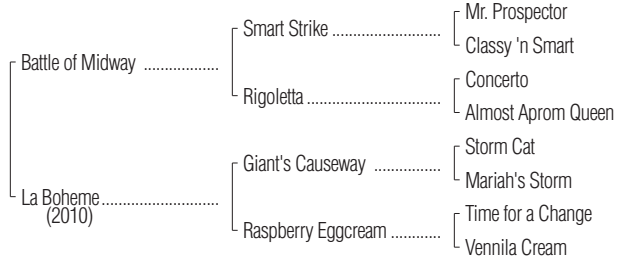 Mr. Prospector
Smart Strike ..............................
Classy 'n Smart
Battle of Midway .....................
Concerto
Rigoletta.....................................
Almost Aprom Queen
Storm Cat
Giant's Causeway ...................
Mariah's Storm
La Boheme.................................
(2010)
Time for a Change
Raspberry Eggcream ..............
Vennila Cream